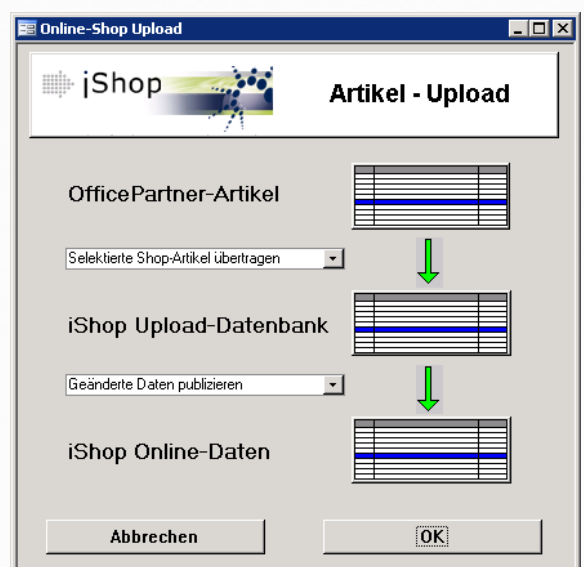 Online-Shop Upload
iShop
Artikel - Upload
OfficePartner-Artikel
Selektierte Shop-Artikel übertragen
iShop Upload-Datenbank
Geänderte Daten publizieren
iShop Online-Daten
Abbrechen
OK